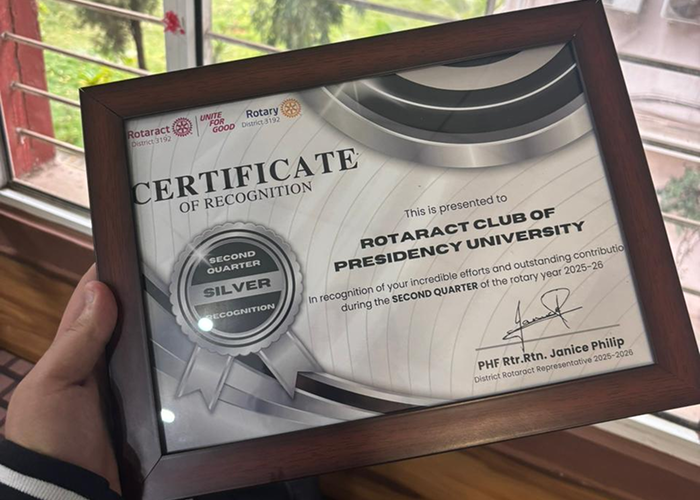 Rotaract
District 3192
UNITE
FOR
GOOD
Rotary
District 3192
CERTIFICATE
OF RECOGNITION
SECOND
QUARTER
SILVER
RECOGNITION
This is presented to
ROTARACT CLUB OF
PRESIDENCY UNIVERSITY
In recognition of your incredible efforts and outstanding contributio
during the SECOND QUARTER of the rotary year 2025-26
PHF Rtr.Rtn. Janice Philip
District Rotaract Representative 2025-2026